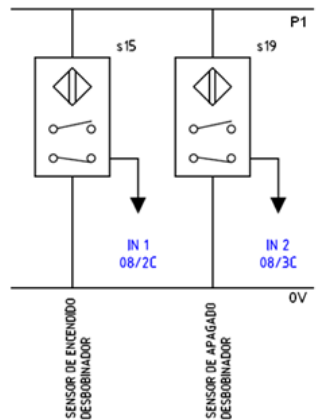 P1
s15
s19
IN 1
08/2C
IN 2
08/3C
0V
SENSOR DE ENCENDIDO
DESBOBINADOR
SENSOR DE APAGADO
DESBOBINADOR